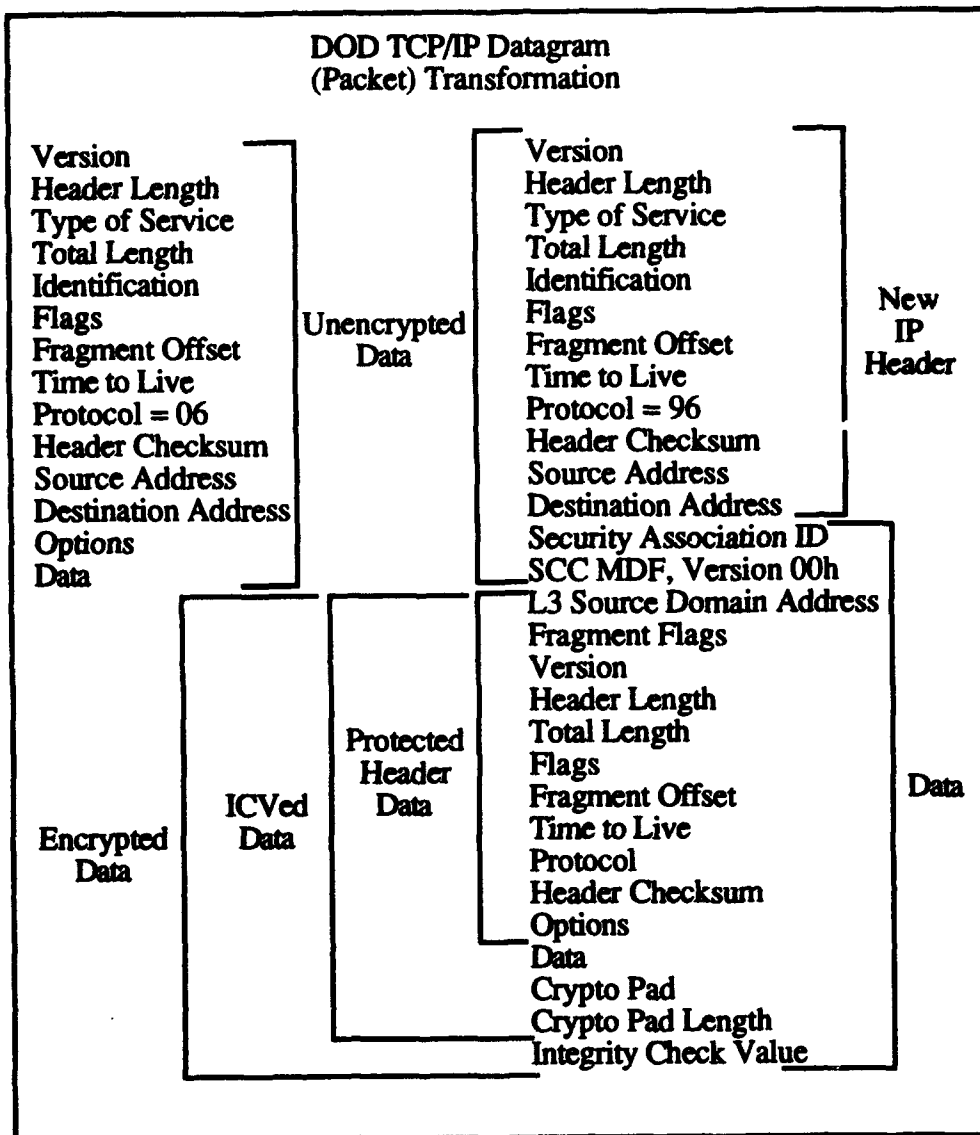 DOD TCP/IP Datagram
(Packet) Transformation
Version
Header Length
Type of Service
Total Length
Identification
Flags
Fragment Offset
Time to Live
Protocol = 06
Header Checksum
Source Address
Destination Address
Options
Data
Unencrypted
Data
Version
Header Length
Type of Service
Total Length
Identification
Flags
Fragment Offset
Time to Live
Protocol = 96
Header Checksum
Source Address
Destination Address
Security Association ID
SCC MDF, Version 00h
L3 Source Domain Address
Fragment Flags
Version
Header Length
Total Length
Flags
Fragment Offset
Time to Live
Protocol
Header Checksum
Options
Data
Crypto Pad
Crypto Pad Length
Integrity Check Value
New
IP
Header
Data
Protected
Header
Data
ICVed
Data
Encrypted
Data